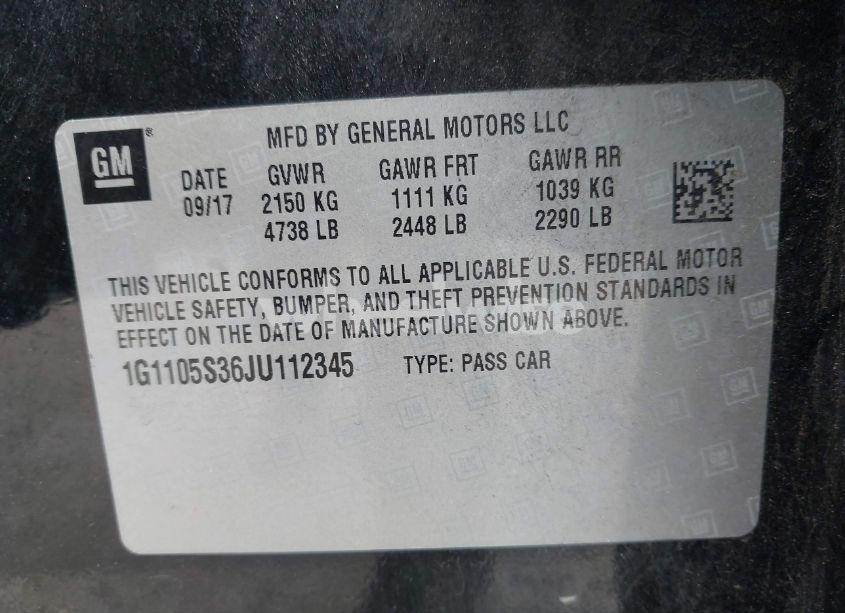 GM ®
MFD BY GENERAL MOTORS LLC
DATE GVWR GAWR FRT GAWR RR
09/17 2150 KG 1111 KG 1039 KG
4738 LB 2448 LB 2290 LB
THIS VEHICLE CONFORMS TO ALL APPLICABLE U.S. FEDERAL MOTOR
VEHICLE SAFETY, BUMPER, AND THEFT PREVENTION STANDARDS IN
EFFECT ON THE DATE OF MANUFACTURE SHOWN ABOVE.
1G1105S36JU112345 TYPE: PASS CAR